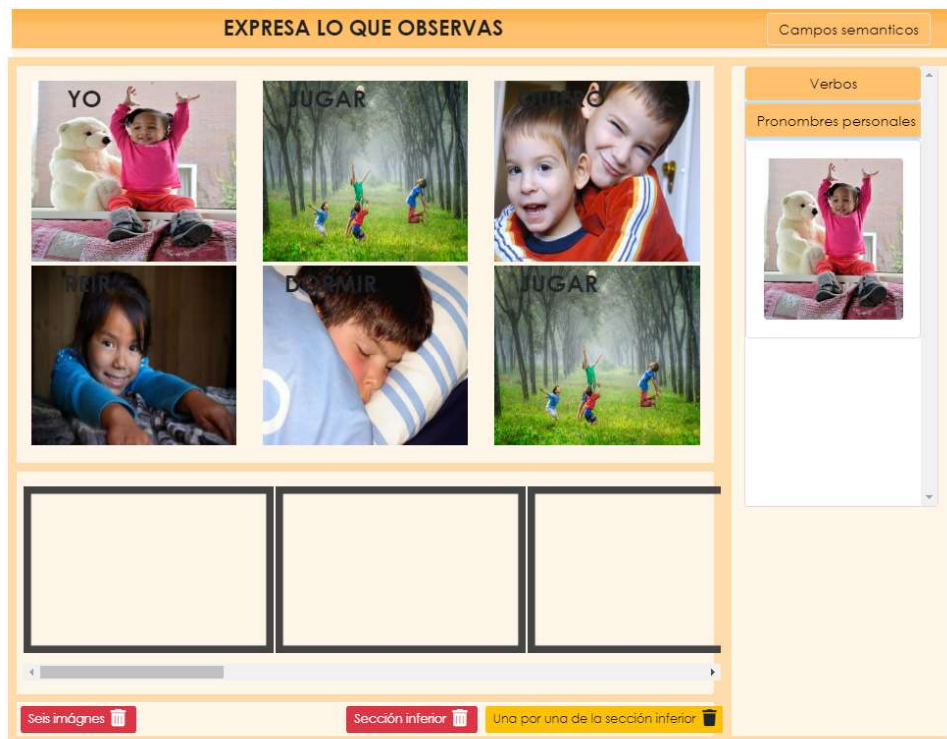 EXPRESA LO QUE OBSERVAS
Campos semanticos
YO
JUGAR
QUIERO
REIR
DORMIR
JUGAR
Verbos
Pronombres personales
Seis imágnes
Sección inferior
Una por una de la sección inferior